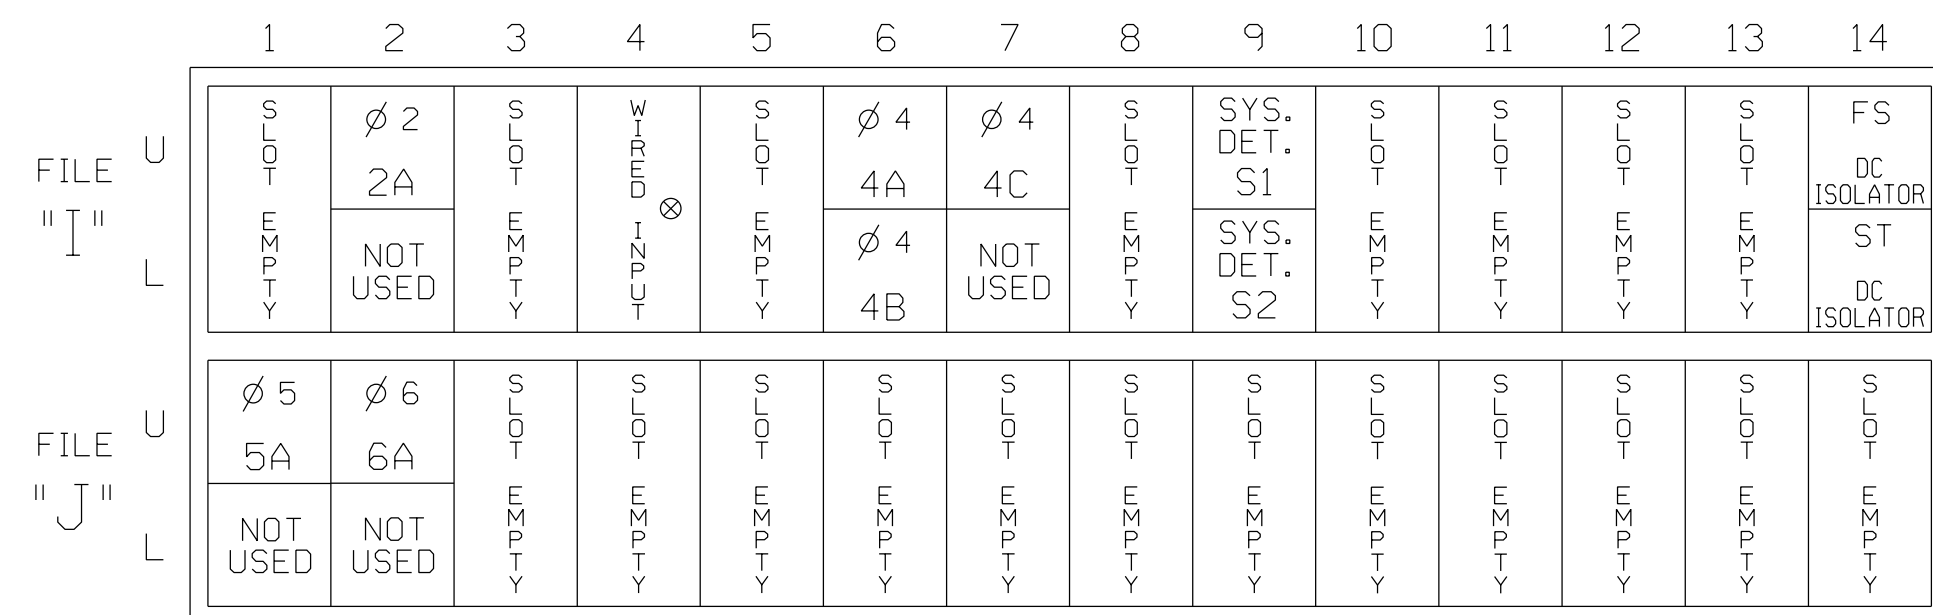 1 2 3 4 5 6 7 8 9 10 11 12 13 14
FILE "I"
U
L
SLOT EMPTY
Ø 2
2A
NOT USED
SLOT EMPTY
WIRED INPUT
SLOT EMPTY
Ø 4
4A
Ø 4
4B
Ø 4
4C
NOT USED
SLOT EMPTY
SYS. DET. S1
SYS. DET. S2
SLOT EMPTY
SLOT EMPTY
SLOT EMPTY
SLOT EMPTY
FS
DC ISOLATOR
ST
DC ISOLATOR
FILE "J"
U
L
Ø 5
5A
NOT USED
Ø 6
6A
NOT USED
SLOT EMPTY
SLOT EMPTY
SLOT EMPTY
SLOT EMPTY
SLOT EMPTY
SLOT EMPTY
SLOT EMPTY
SLOT EMPTY
SLOT EMPTY
SLOT EMPTY
SLOT EMPTY
SLOT EMPTY